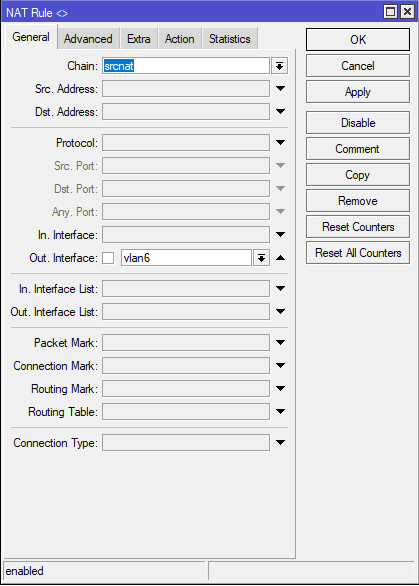 NAT Rule <>
General Advanced Extra Action Statistics
Chain: srcnat
Src. Address:
Dst. Address:
Protocol:
Src. Port:
Dst. Port:
Any. Port:
In. Interface:
Out. Interface: vlan6
In. Interface List:
Out. Interface List:
Packet Mark:
Connection Mark:
Routing Mark:
Routing Table:
Connection Type:
OK
Cancel
Apply
Disable
Comment
Copy
Remove
Reset Counters
Reset All Counters
enabled